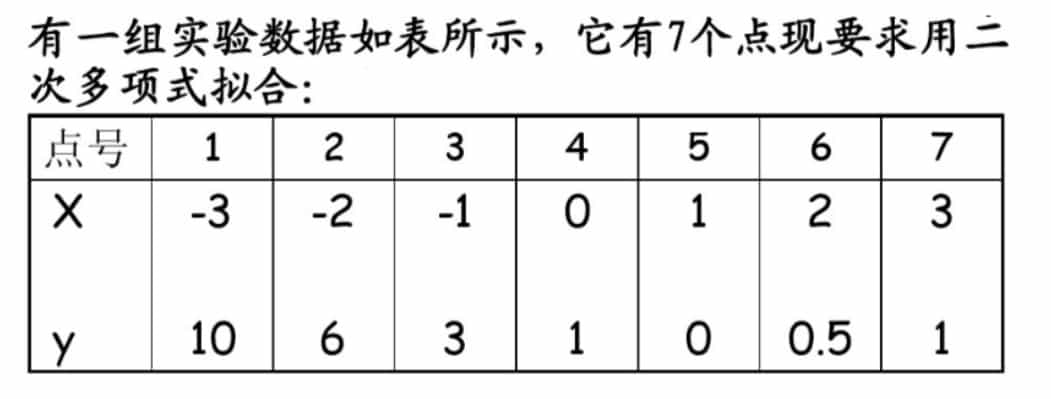 有一组实验数据如表所示，它有7个点现要求用二
次多项式拟合：
点号 1 2 3 4 5 6 7
X -3 -2 -1 0 1 2 3
y 10 6 3 1 0 0.5 1